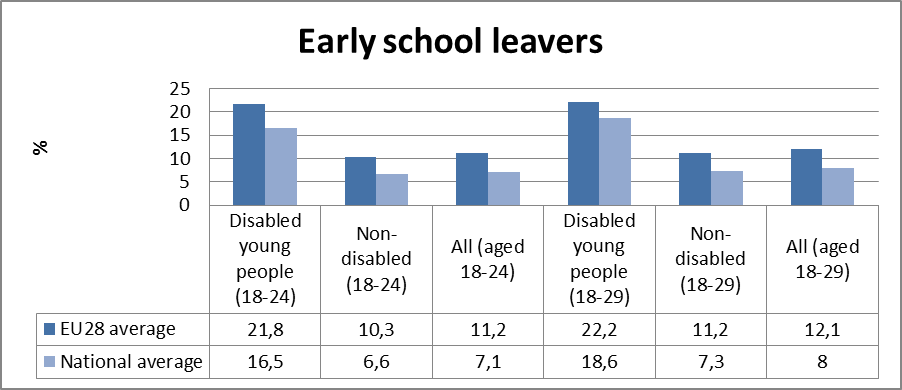 Early school leavers
%
25
20
15
10
5
0
Disabled
young
people
(18-24)
Non-
disabled
(18-24)
All (aged
18-24)
Disabled
young
people
(18-29)
Non-
disabled
(18-29)
All (aged
18-29)
EU28 average 21,8 10,3 11,2 22,2 11,2 12,1
National average 16,5 6,6 7,1 18,6 7,3 8